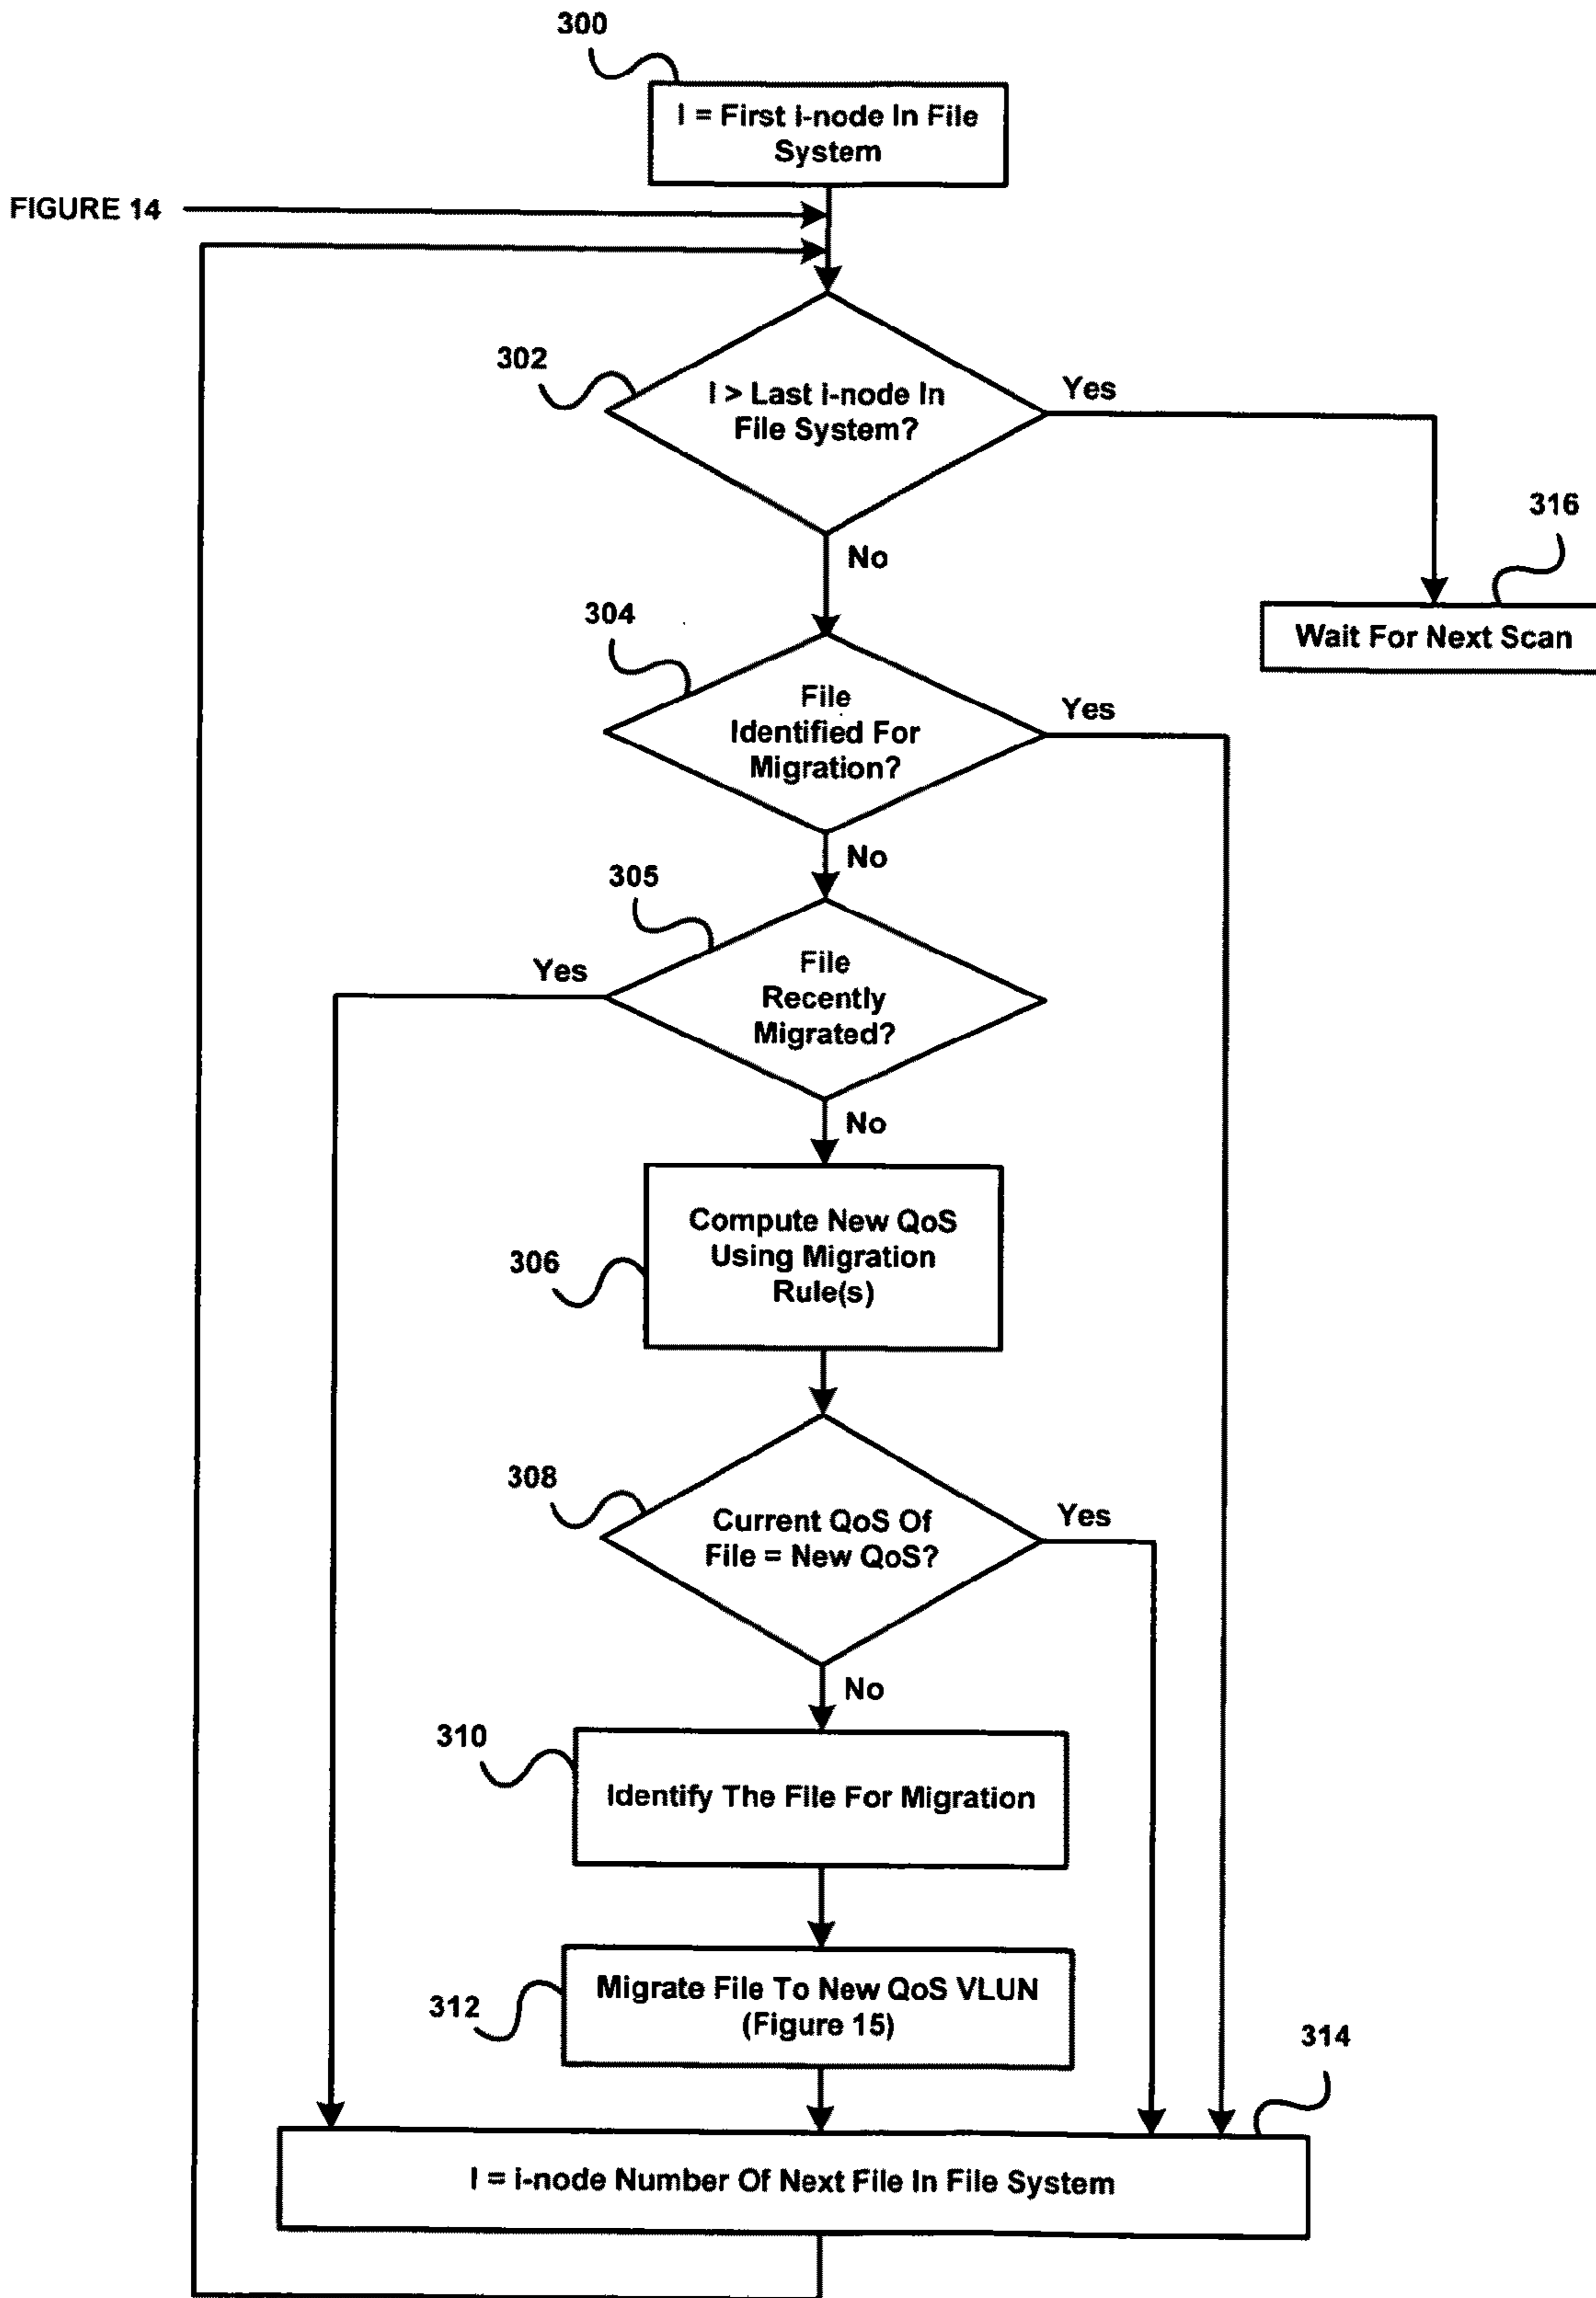 300
I = First i-node In File
System
FIGURE 14
302
I > Last i-node In
File System?
Yes
No
316
Wait For Next Scan
304
File
Identified For
Migration?
Yes
No
305
File
Recently
Migrated?
Yes
No
306
Compute New QoS
Using Migration
Rule(s)
308
Current QoS Of
File = New QoS?
Yes
No
310
Identify The File For Migration
312
Migrate File To New QoS VLUN
(Figure 15)
314
I = i-node Number Of Next File In File System